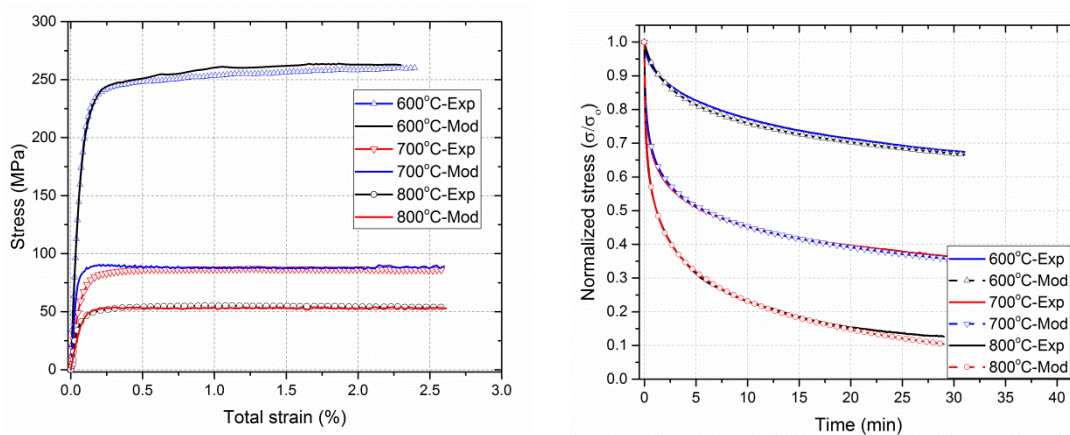 300
250
200
150
100
50
0
0.0 0.5 1.0 1.5 2.0 2.5 3.0
Stress (MPa)
Total strain (%)
600°C-Exp
600°C-Mod
700°C-Exp
700°C-Mod
800°C-Exp
800°C-Mod
1.0
0.9
0.8
0.7
0.6
0.5
0.4
0.3
0.2
0.1
0.0
0 5 10 15 20 25 30 35 40
Normalized stress (σ/σₒ)
Time (min)
600°C-Exp
600°C-Mod
700°C-Exp
700°C-Mod
800°C-Exp
800°C-Mod